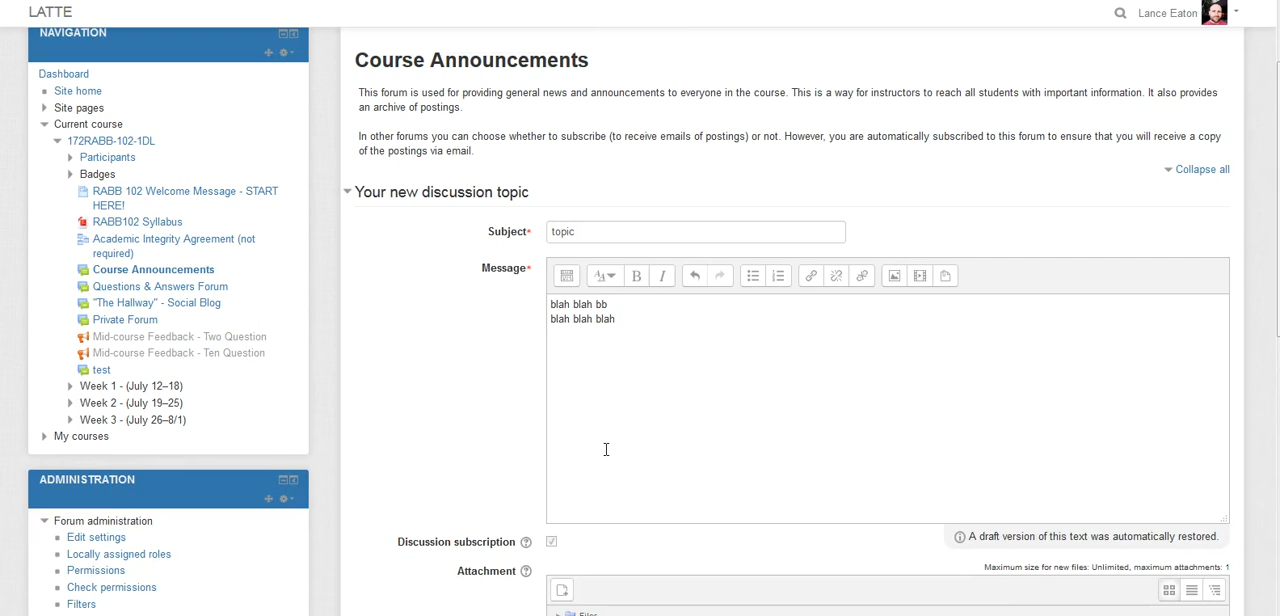 LATTE
Lance Eaton
NAVIGATION
Dashboard
Site home
Site pages
Current course
172RABB-102-1DL
Participants
Badges
RABB 102 Welcome Message - START
HERE!
RABB102 Syllabus
Academic Integrity Agreement (not
required)
Course Announcements
Questions & Answers Forum
"The Hallway" - Social Blog
Private Forum
Mid-course Feedback - Two Question
Mid-course Feedback - Ten Question
test
Week 1 - (July 12–18)
Week 2 - (July 19–25)
Week 3 - (July 26–8/1)
My courses
ADMINISTRATION
Forum administration
Edit settings
Locally assigned roles
Permissions
Check permissions
Filters
Course Announcements
This forum is used for providing general news and announcements to everyone in the course. This is a way for instructors to reach all students with important information. It also provides
an archive of postings.
In other forums you can choose whether to subscribe (to receive emails of postings) or not. However, you are automatically subscribed to this forum to ensure that you will receive a copy
of the postings via email.
Collapse all
Your new discussion topic
Subject*
topic
Message*
blah blah bb
blah blah blah
A draft version of this text was automatically restored.
Discussion subscription
Maximum size for new files: Unlimited, maximum attachments: 1
Attachment
Files